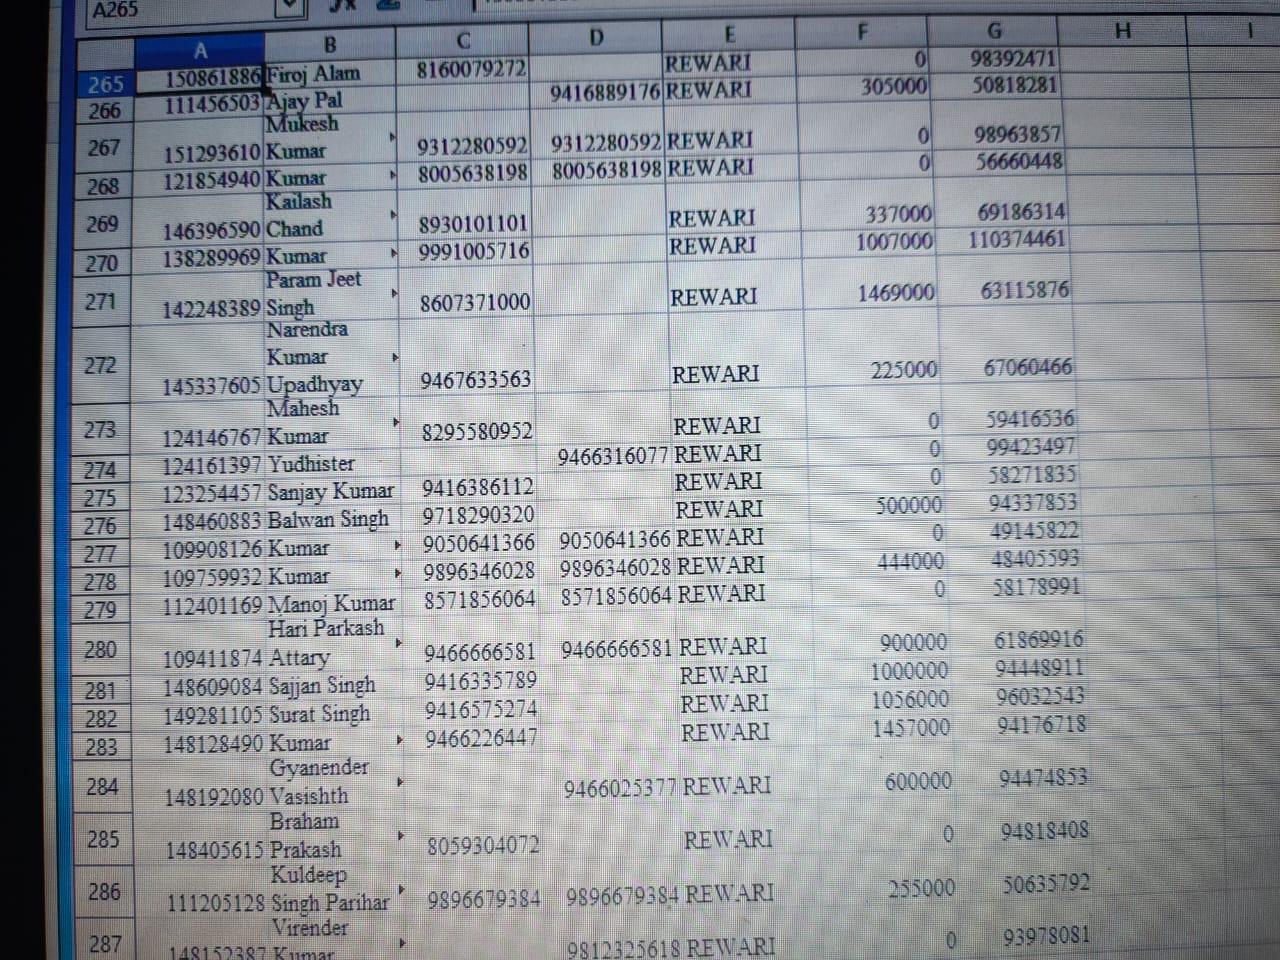 A265
A B C D E F G H I
265 150861886 Firoj Alam 8160079272 REWARI 0 98392471
266 111456503 Ajay Pal 9416889176 REWARI 305000 50818281
Mukesh
267 151293610 Kumar 9312280592 9312280592 REWARI 0 98963857
268 121854940 Kumar 8005638198 8005638198 REWARI 0 56660448
Kailash
269 146396590 Chand 8930101101 REWARI 337000 69186314
270 138289969 Kumar 9991005716 REWARI 1007000 110374461
Param Jeet
271 142248389 Singh 8607371000 REWARI 1469000 63115876
Narendra
Kumar
272 145337605 Upadhyay 9467633563 REWARI 225000 67060466
Mahesh
273 124146767 Kumar 8295580952 REWARI 0 59416536
274 124161397 Yudhister 9466316077 REWARI 0 99423497
275 123254457 Sanjay Kumar 9416386112 REWARI 0 58271835
276 148460883 Balwan Singh 9718290320 REWARI 500000 94337853
277 109908126 Kumar 9050641366 9050641366 REWARI 0 49145822
278 109759932 Kumar 9896346028 9896346028 REWARI 444000 48405593
279 112401169 Manoj Kumar 8571856064 8571856064 REWARI 0 58178991
Hari Parkash
280 109411874 Attary 9466666581 9466666581 REWARI 900000 61869916
281 148609084 Sajjan Singh 9416335789 REWARI 1000000 94448911
282 149281105 Surat Singh 9416575274 REWARI 1056000 96032543
283 148128490 Kumar 9466226447 REWARI 1457000 94176718
Gyanender
284 148192080 Vasishth 9466025377 REWARI 600000 94474853
Braham
285 148405615 Prakash 8059304072 REWARI 0 94818408
Kuldeep
286 111205128 Singh Parihar 9896679384 9896679384 REWARI 255000 50635792
Virender
287 148152387 Kumar 9812325618 REWARI 0 93978081